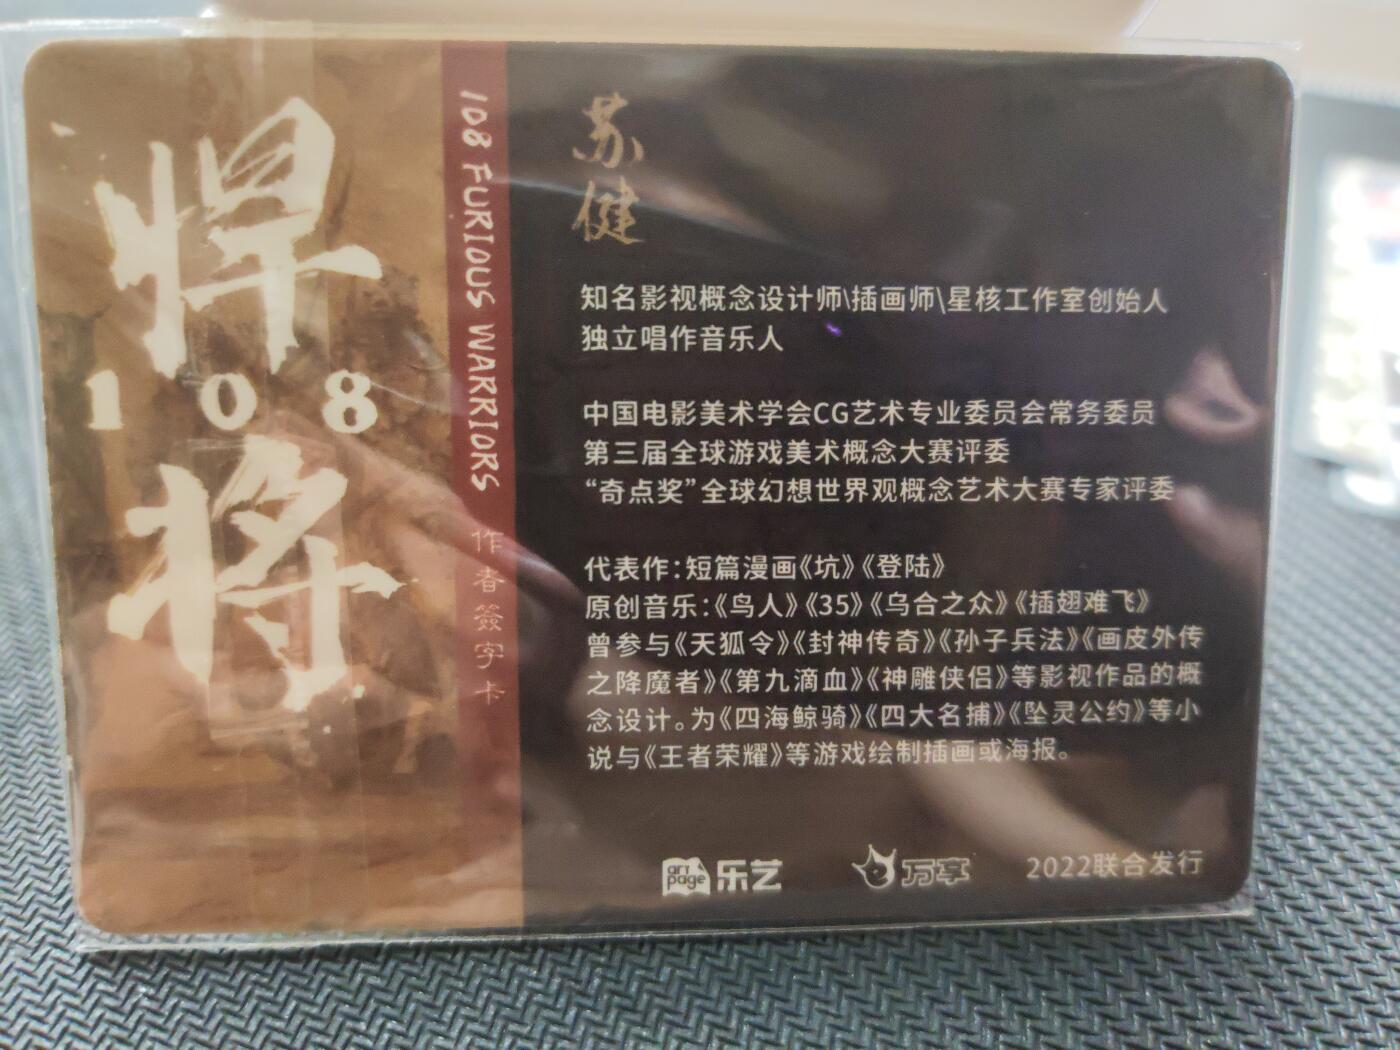 悍
108
将
108 FURIOUS WARRIORS
作者簽字卡
苏健
知名影视概念设计师\插画师\星核工作室创始人
独立唱作音乐人
中国电影美术学会CG艺术专业委员会常务委员
第三届全球游戏美术概念大赛评委
“奇点奖”全球幻想世界观概念艺术大赛专家评委
代表作:短篇漫画《坑》《登陆》
原创音乐:《鸟人》《35》《乌合之众》《插翅难飞》
曾参与《天狐令》《封神传奇》《孙子兵法》《画皮外传
之降魔者》《第九滴血》《神雕侠侣》等影视作品的概
念设计。为《四海鲸骑》《四大名捕》《坠灵公约》等小
说与《王者荣耀》等游戏绘制插画或海报。
art page 乐艺
万享
2022联合发行